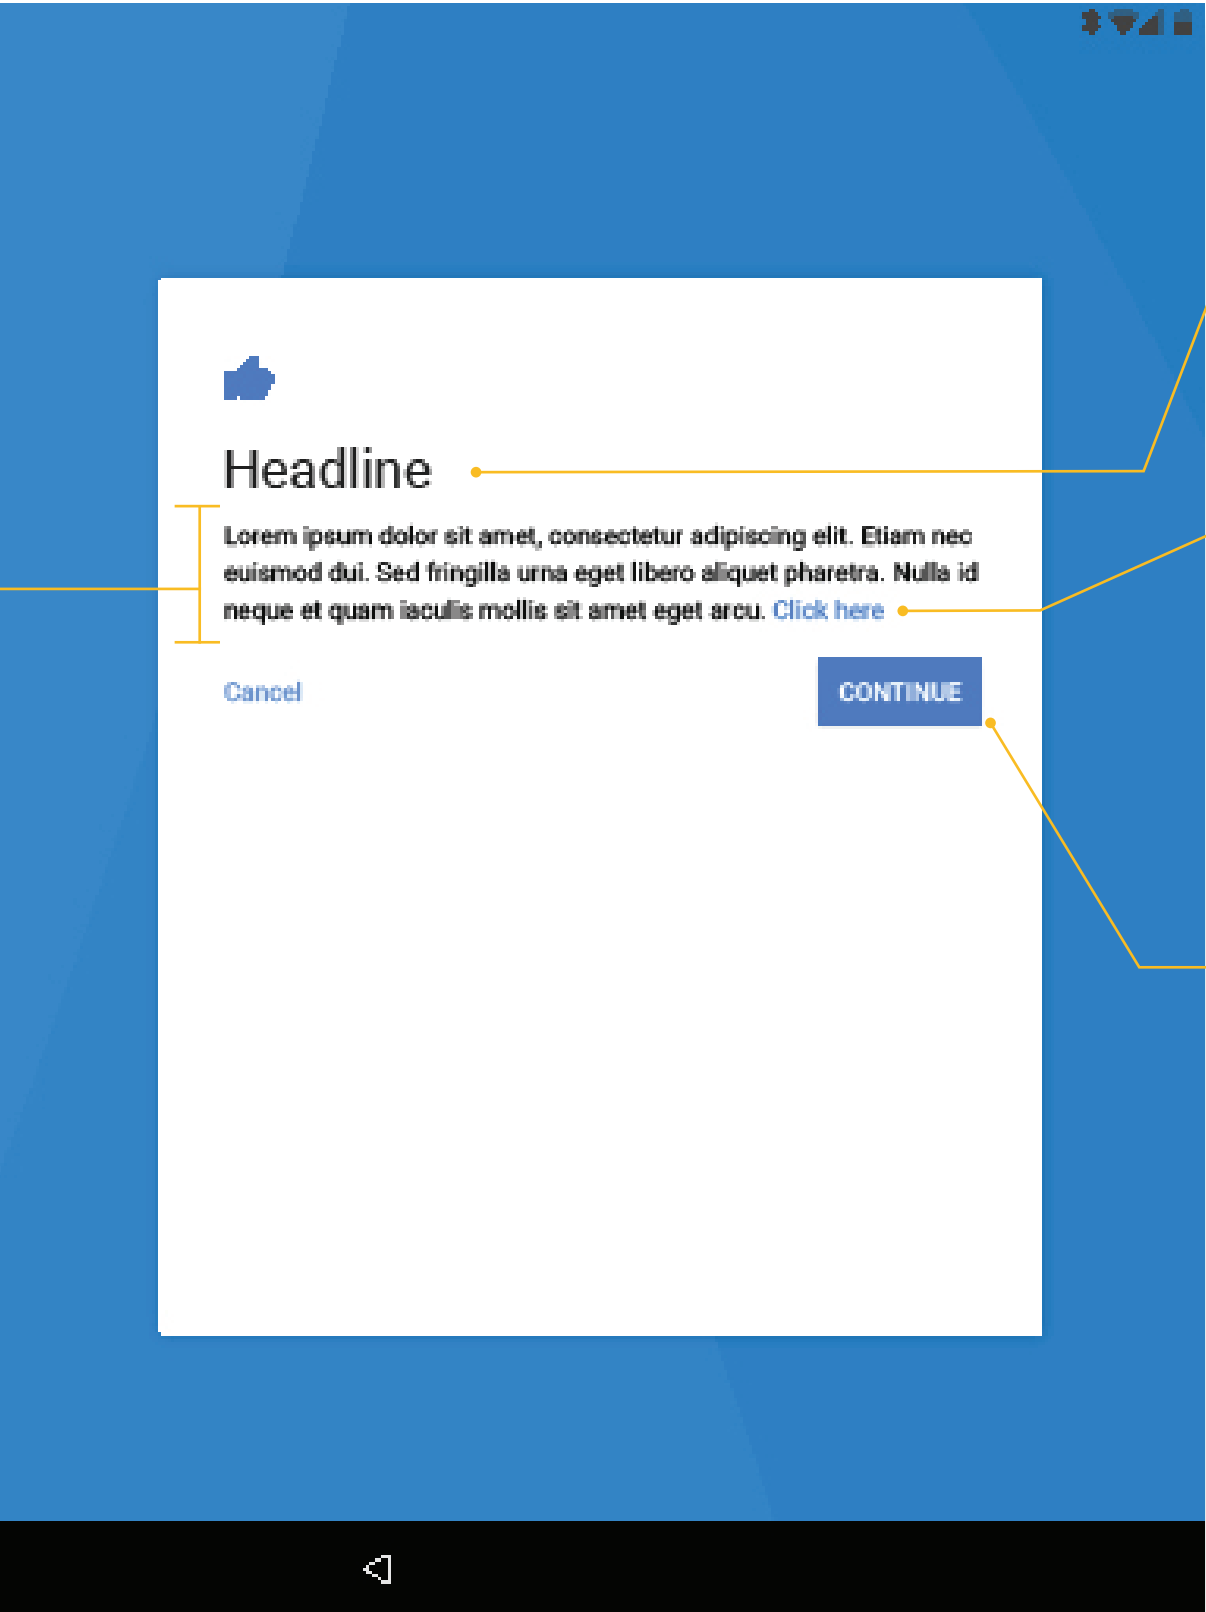 Headline
Lorem ipsum dolor sit amet, consectetur adipiscing elit. Etiam nec
euismod dui. Sed fringilla urna eget libero aliquet pharetra. Nulla id
neque et quam iaculis mollis sit amet eget arcu. Click here
Cancel
CONTINUE